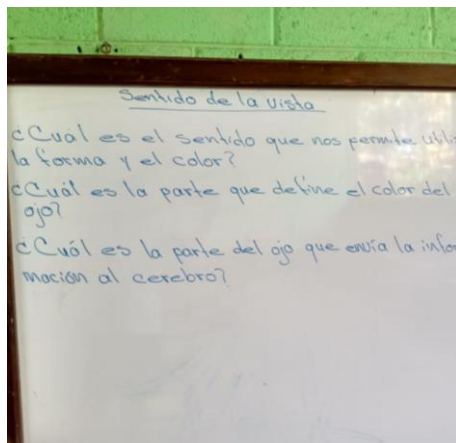 Sentido de la vista
¿Cual es el sentido que nos permite utili
la forma y el color?
¿Cuál es la parte que define el color del
ojo?
¿Cuál es la parte del ojo que envía la infor
mación al cerebro?